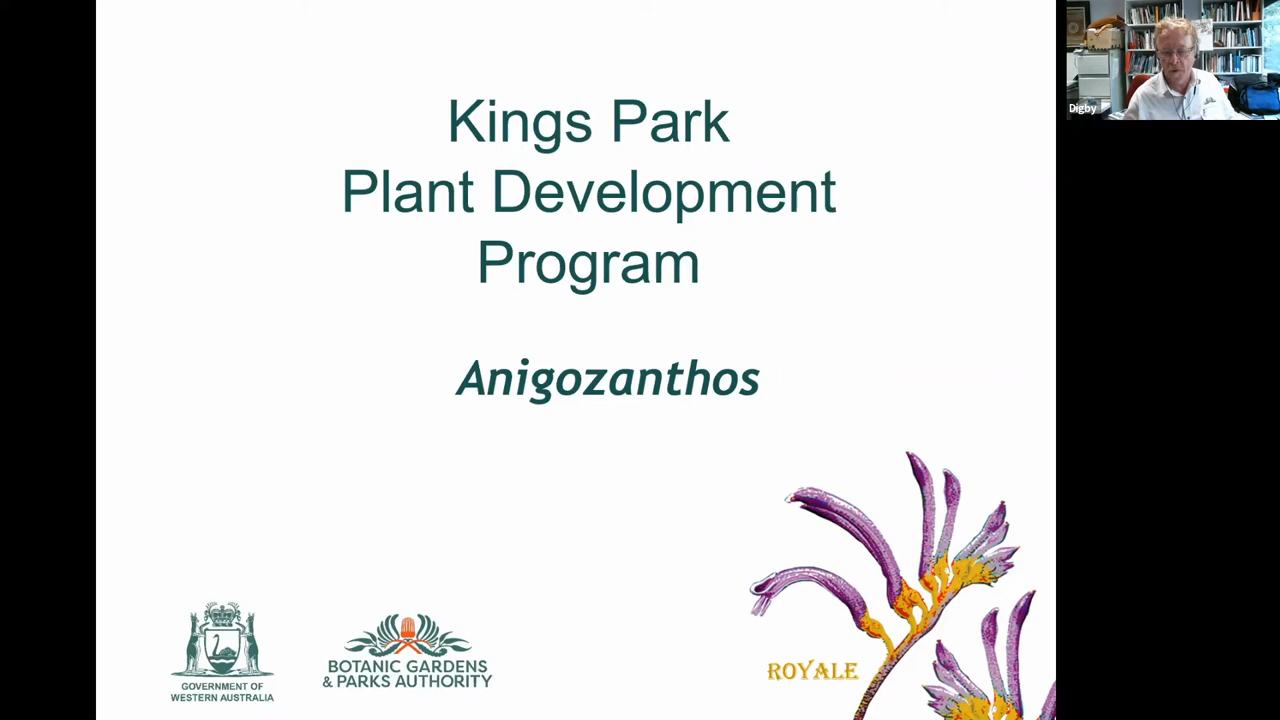 Kings Park
Plant Development
Program
Anigozanthos
Digby
ROYALE
GOVERNMENT OF
WESTERN AUSTRALIA
BOTANIC GARDENS
& PARKS AUTHORITY